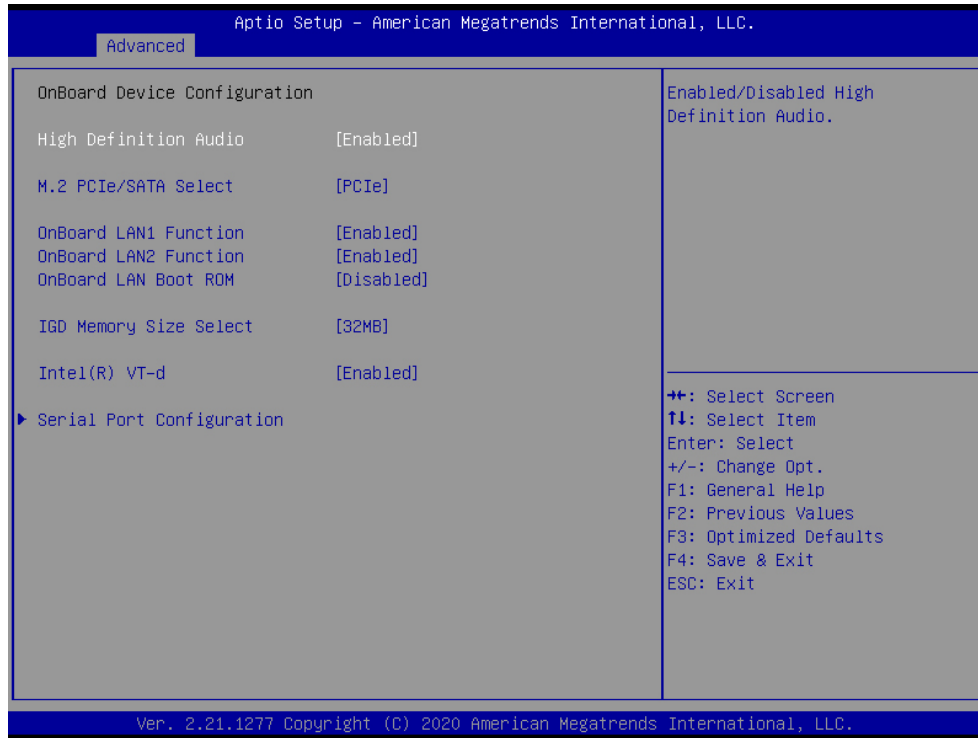 Aptio Setup – American Megatrends International, LLC.
Advanced
OnBoard Device Configuration
High Definition Audio [Enabled]
M.2 PCIe/SATA Select [PCIe]
OnBoard LAN1 Function [Enabled]
OnBoard LAN2 Function [Enabled]
OnBoard LAN Boot ROM [Disabled]
IGD Memory Size Select [32MB]
Intel(R) VT-d [Enabled]
▶ Serial Port Configuration
Enabled/Disabled High
Definition Audio.
→←: Select Screen
↑↓: Select Item
Enter: Select
+/-: Change Opt.
F1: General Help
F2: Previous Values
F3: Optimized Defaults
F4: Save & Exit
ESC: Exit
Ver. 2.21.1277 Copyright (C) 2020 American Megatrends International, LLC.